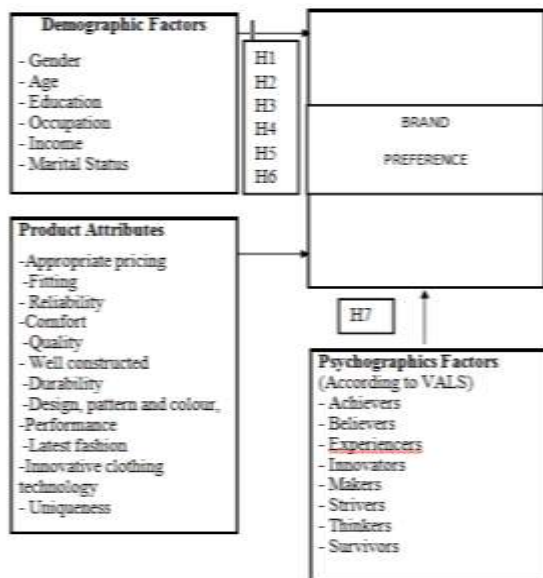 Demographic Factors
- Gender
- Age
- Education
- Occupation
- Income
- Marital Status
H1
H2
H3
H4
H5
H6
BRAND
PREFERENCE
Product Attributes
-Appropriate pricing
-Fitting
- Reliability
-Comfort
-Quality
- Well constructed
-Durability
-Design, pattern and colour,
-Performance
-Latest fashion
-Innovative clothing
technology
- Uniqueness
H7
Psychographics Factors
(According to VALS)
- Achievers
- Believers
- Experiencers
- Innovators
- Makers
- Strivers
- Thinkers
- Survivors